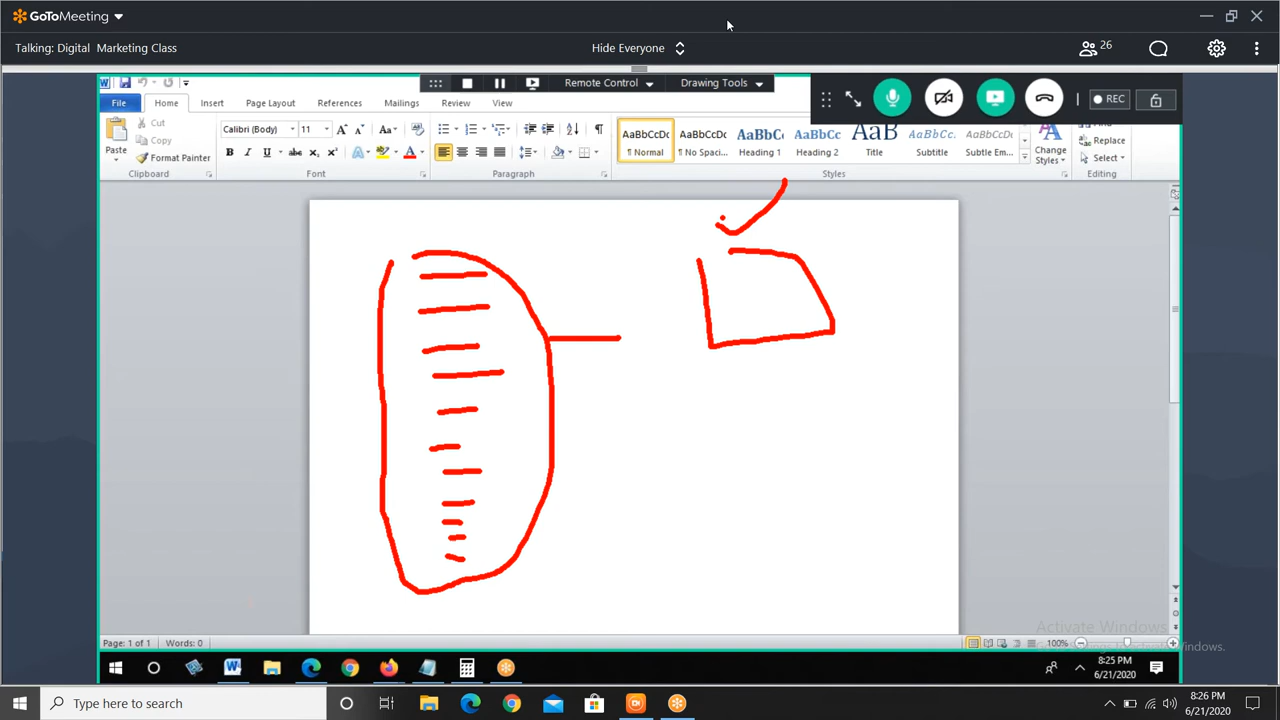 GoToMeeting
Talking: Digital Marketing Class
Hide Everyone
26
Remote Control
Drawing Tools
REC
File Home Insert Page Layout References Mailings Review View
Paste
Cut
Copy
Format Painter
Clipboard
Calibri (Body) 11
B I U abc x₂ x²
Font
Paragraph
AaBbCcDc AaBbCcDc AaBbC AaBbCc AaB AaBbCc. AaBbCcDc
¶ Normal ¶ No Spaci... Heading 1 Heading 2 Title Subtitle Subtle Em...
Styles
Change
Styles
Replace
Select
Editing
Page: 1 of 1 Words: 0
100%
Activate Windows
Windows.
8:25 PM
6/21/2020
Type here to search
8:26 PM
6/21/2020